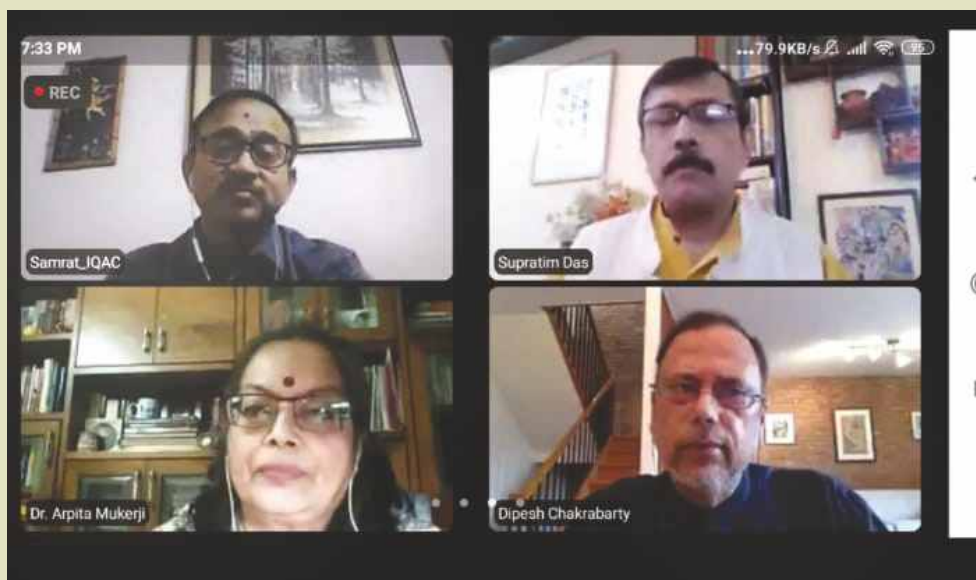 7:33 PM
...79.9KB/s 95
REC
Samrat_IQAC
Supratim Das
Dr. Arpita Mukerji
Dipesh Chakrabarty